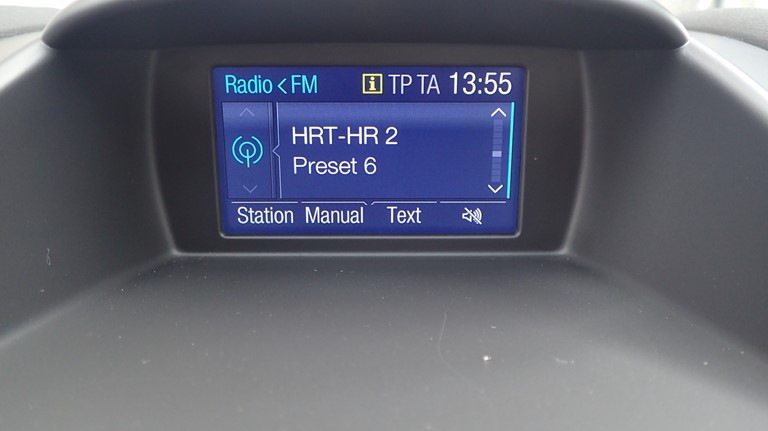 Radio < FM i TP TA 13:55
HRT-HR 2
Preset 6
Station Manual Text